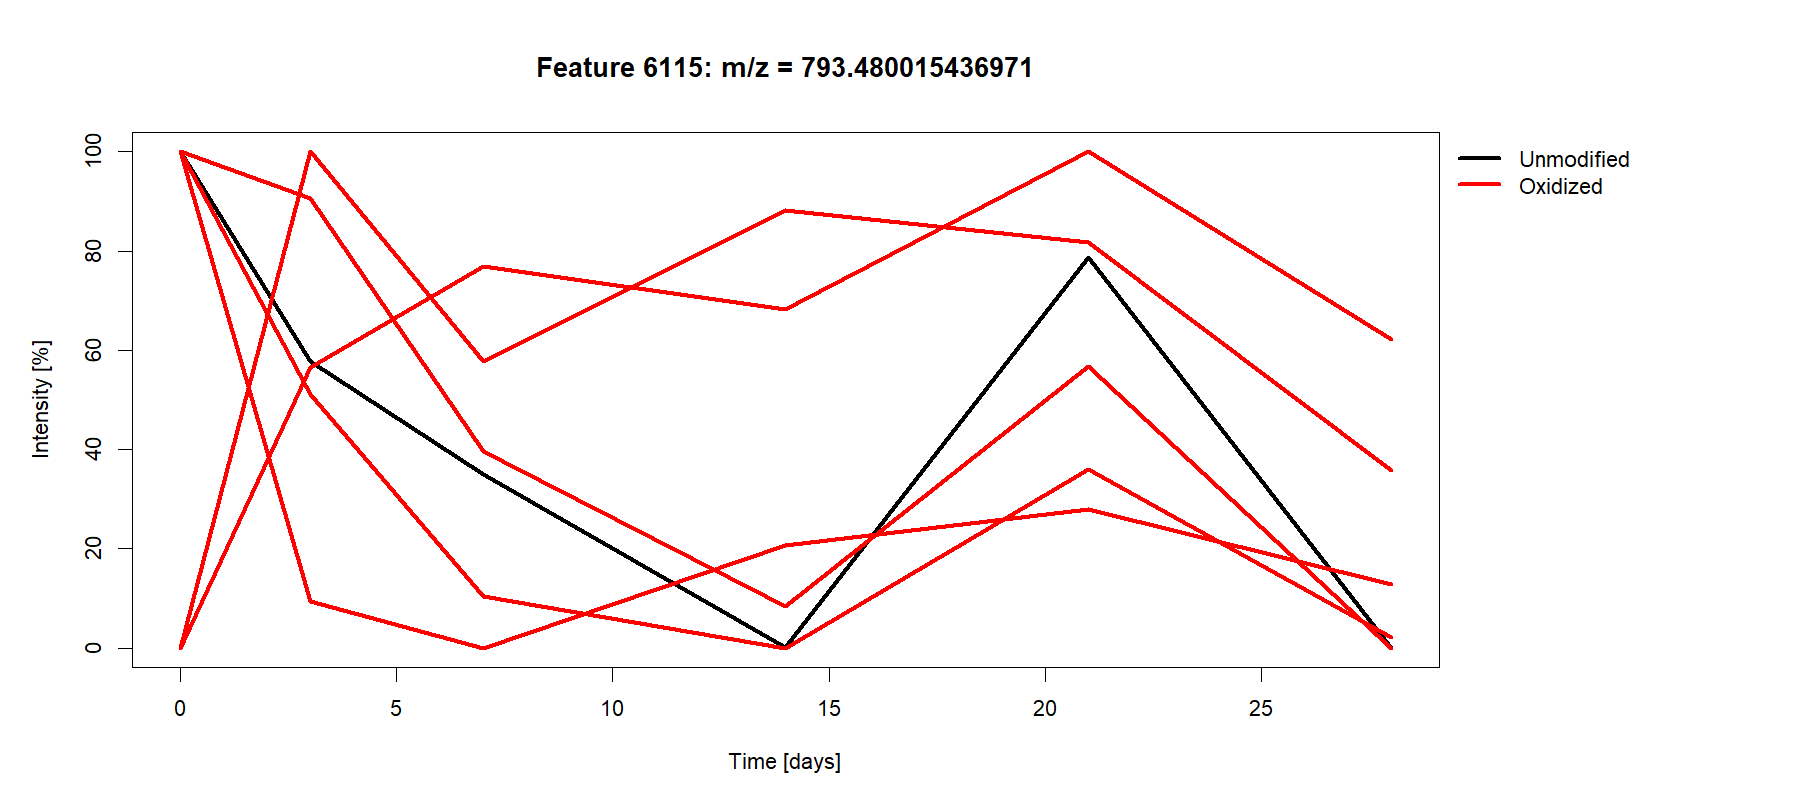 Feature 6115: m/z = 793.480015436971
Unmodified
Oxidized
Intensity [%]
100
80
60
40
20
0
0 5 10 15 20 25
Time [days]